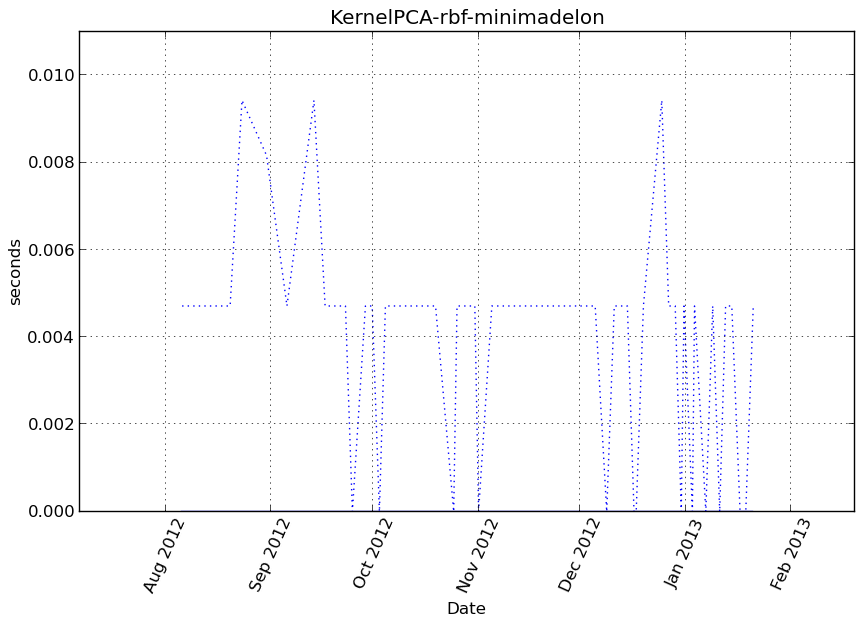 KernelPCA-rbf-minimadelon
0.010
0.008
0.006
0.004
0.002
0.000
seconds
Aug 2012
Sep 2012
Oct 2012
Nov 2012
Dec 2012
Jan 2013
Feb 2013
Date